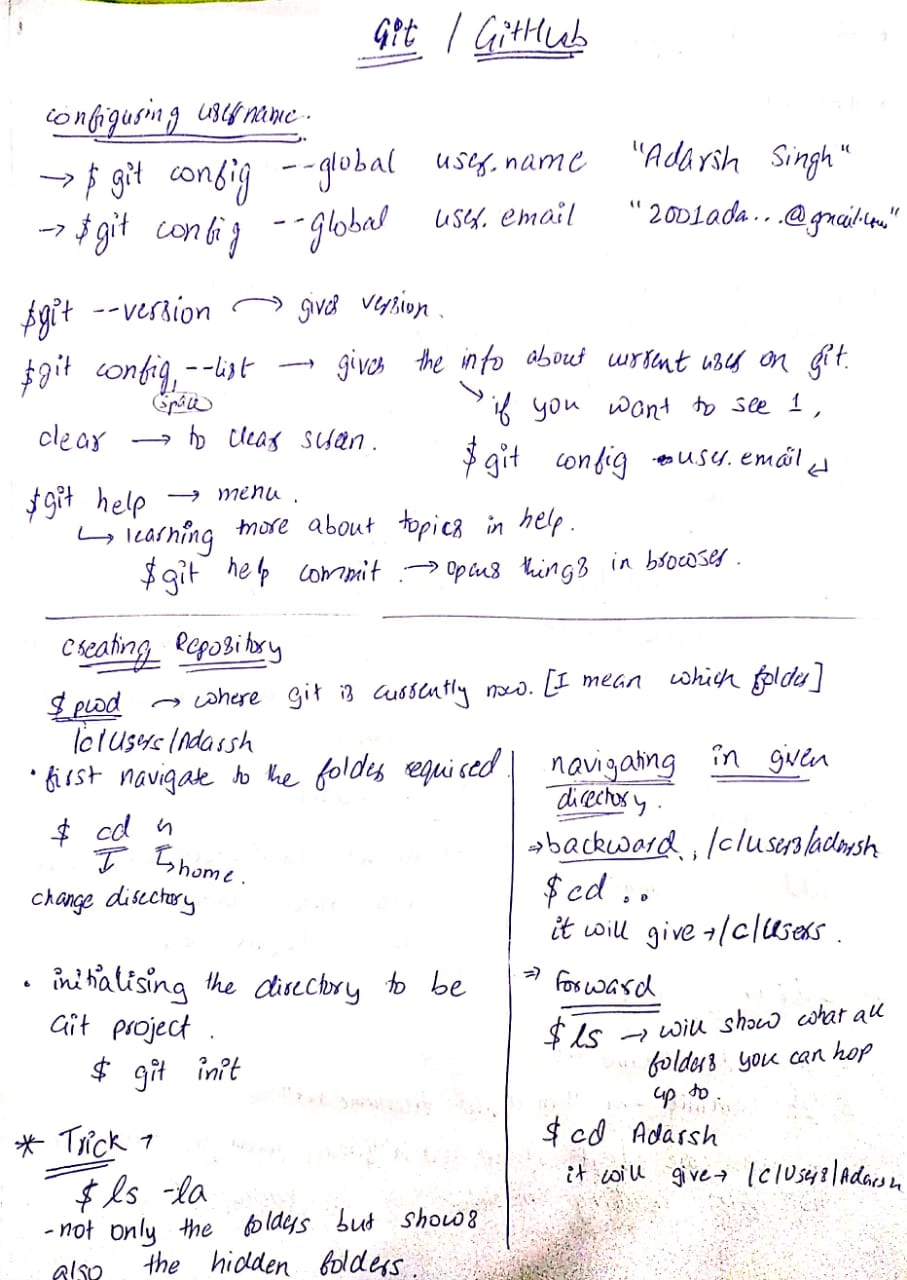 Git / GitHub
configuring username.
→ $ git config --global user.name "Adarsh Singh"
→ $ git config --global user.email "2001ada...@gmail.com"
$git --version → gives version.
$git config, --list → gives the info about current user on git.
(space)
↘ if you want to see 1,
clear → to clear screen.
$ git config user.email ↵
$git help → menu.
↳ learning more about topics in help.
$git help commit. → opens things in browser.
Creating Repository
$ pwd → where git is currently now. [I mean which folder]
/c/Users/Adarsh
• first navigate to the folder required.
$ cd ~
↳ home.
change directory
• initialising the directory to be
Git project.
$ git init
* Trick →
$ ls -la
- not only the folders but shows
also the hidden folders.
navigating in given
directory.
⇒ backward, /c/users/adarsh
$ cd ..
it will give → /c/Users.
⇒ forward
$ ls → will show what all
folders you can hop
up to.
$ cd Adarsh
it will give → /c/Users/Adarsh